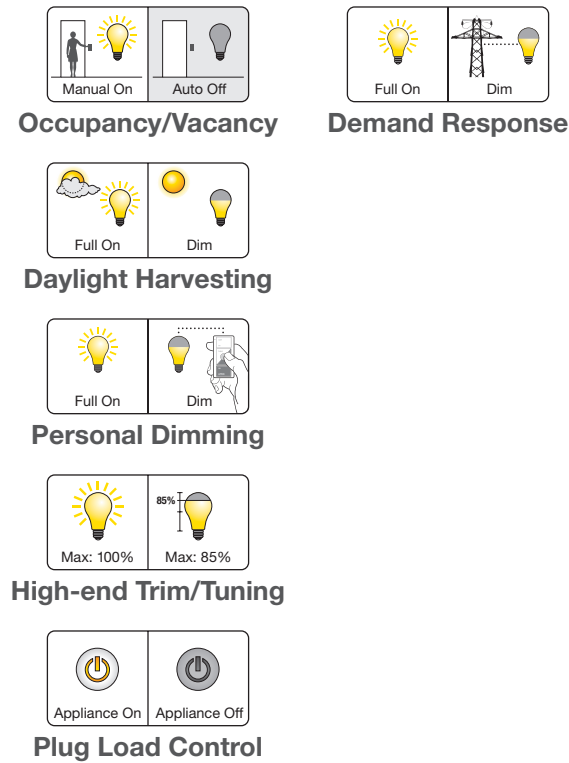 Manual On
Auto Off
Occupancy/Vacancy
Full On
Dim
Demand Response
Full On
Dim
Daylight Harvesting
Full On
Dim
Personal Dimming
85%
Max: 100%
Max: 85%
High-end Trim/Tuning
Appliance On
Appliance Off
Plug Load Control